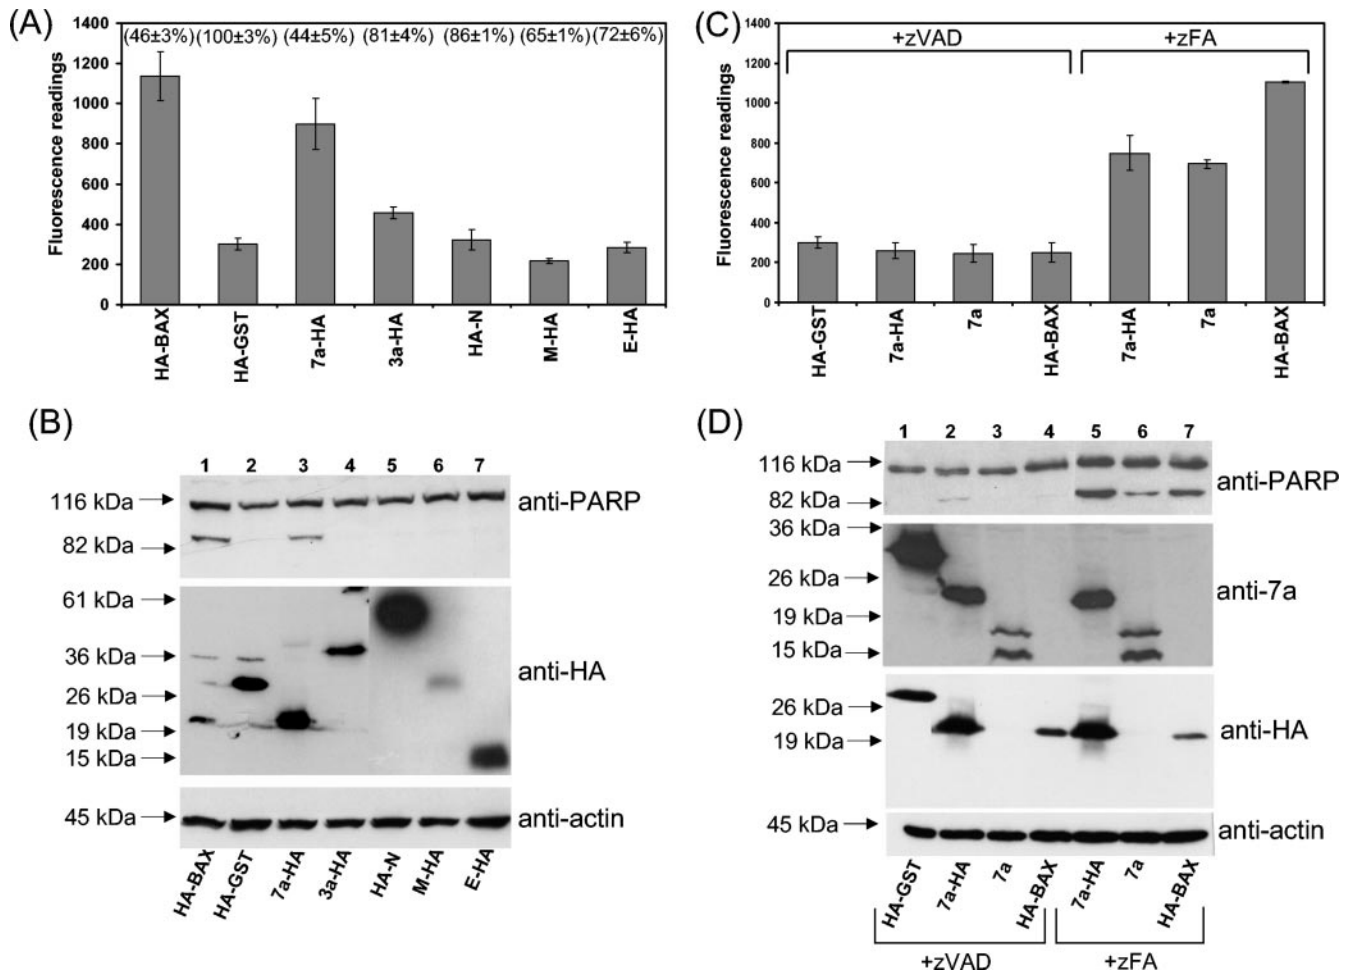 (A)
1400
1200
1000
800
600
400
200
0
Fluorescence readings
(46±3%) (100±3%) (44±5%) (81±4%) (86±1%) (65±1%) (72±6%)
HA-BAX
HA-GST
7a-HA
3a-HA
HA-N
M-HA
E-HA
(C)
1400
1200
1000
800
600
400
200
0
Fluorescence readings
+zVAD +zFA
HA-GST
7a-HA
7a
HA-BAX
7a-HA
7a
HA-BAX
(B)
1 2 3 4 5 6 7
116 kDa
82 kDa
anti-PARP
61 kDa
36 kDa
26 kDa
19 kDa
15 kDa
anti-HA
45 kDa
anti-actin
HA-BAX
HA-GST
7a-HA
3a-HA
HA-N
M-HA
E-HA
(D)
1 2 3 4 5 6 7
116 kDa
82 kDa
anti-PARP
36 kDa
26 kDa
19 kDa
15 kDa
anti-7a
26 kDa
19 kDa
anti-HA
45 kDa
anti-actin
HA-GST
7a-HA
7a
HA-BAX
7a-HA
7a
HA-BAX
+zVAD +zFA